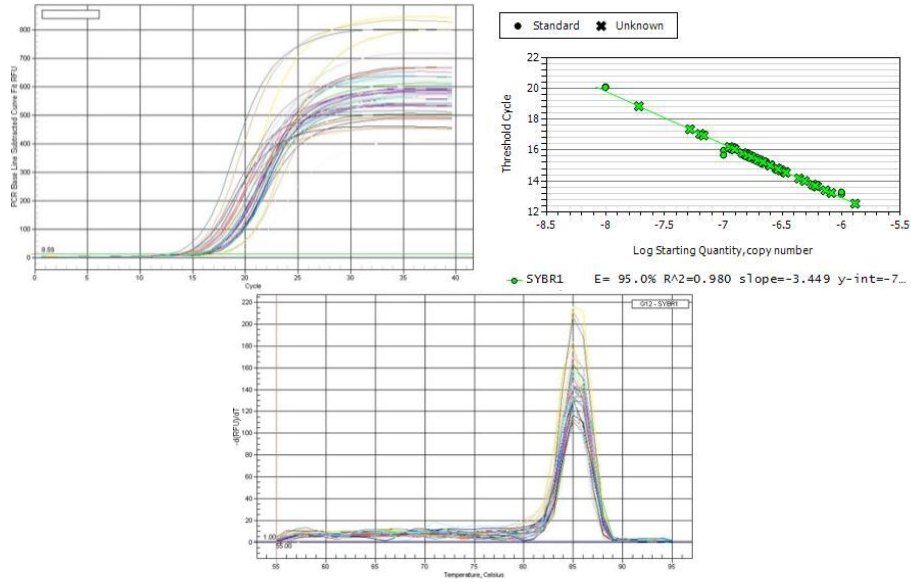 PCR Base Line Subtracted Curve Fit RFU
800
700
600
500
400
300
200
100
0
9.59
0 5 10 15 20 25 30 35 40
Cycle
Standard Unknown
Threshold Cycle
22
20
18
16
14
12
-8.5 -8 -7.5 -7 -6.5 -6 -5.5
Log Starting Quantity, copy number
SYBR1 E= 95.0% R^2=0.980 slope=-3.449 y-int=-7...
G12 - SYBR1
-d(RFU)/dT
220
200
180
160
140
120
100
80
60
40
20
0
1.00
55.00
55 60 65 70 75 80 85 90 95
Temperature, Celsius